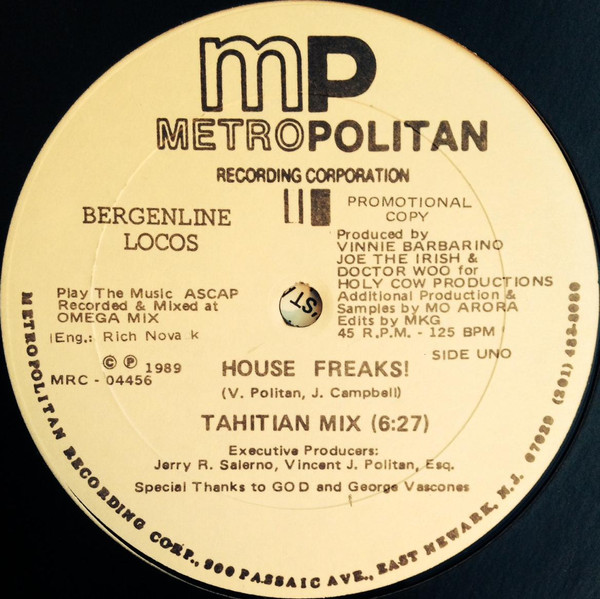 mP
METROPOLITAN
RECORDING CORPORATION
BERGENLINE
LOCOS
PROMOTIONAL
COPY
Produced by
VINNIE BARBARINO
JOE THE IRISH &
DOCTOR WOO for
HOLY COW PRODUCTIONS
Additional Production &
Samples by MO ARORA
Edits by MKG
45 R.P.M. - 125 BPM
SIDE UNO
Play The Music ASCAP
Recorded & Mixed at
OMEGA MIX
(Eng.: Rich Nova k
© ℗ 1989
MRC - 04456
HOUSE FREAKS!
(V. Politan, J. Campbell)
TAHITIAN MIX (6:27)
Executive Producers:
Jerry R. Salerno, Vincent J. Politan, Esq.
Special Thanks to GOD and George Vascones
METROPOLITAN RECORDING CORP., 900 PASSAIC AVE., EAST NEWARK, N.J. 07029 (201) 483-8080